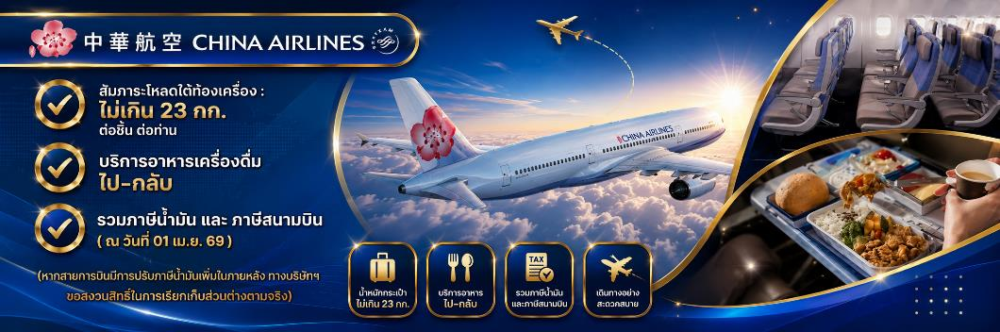 中華航空 CHINA AIRLINES SKYTEAM
สัมภาระโหลดใต้ท้องเครื่อง :
ไม่เกิน 23 กก.
ต่อชิ้น ต่อท่าน
บริการอาหารเครื่องดื่ม
ไป-กลับ
รวมภาษีน้ำมัน และ ภาษีสนามบิน
( ณ วันที่ 01 เม.ย. 69 )
(หากสายการบินมีการปรับภาษีน้ำมันเพิ่มในภายหลัง ทางบริษัทฯ
ขอสงวนสิทธิ์ในการเรียกเก็บส่วนต่างตามจริง)
CHINA AIRLINES
น้ำหนักกระเป๋า
ไม่เกิน 23 กก.
บริการอาหาร
ไป-กลับ
TAX
รวมภาษีน้ำมัน
และภาษีสนามบิน
เดินทางอย่าง
สะดวกสบาย